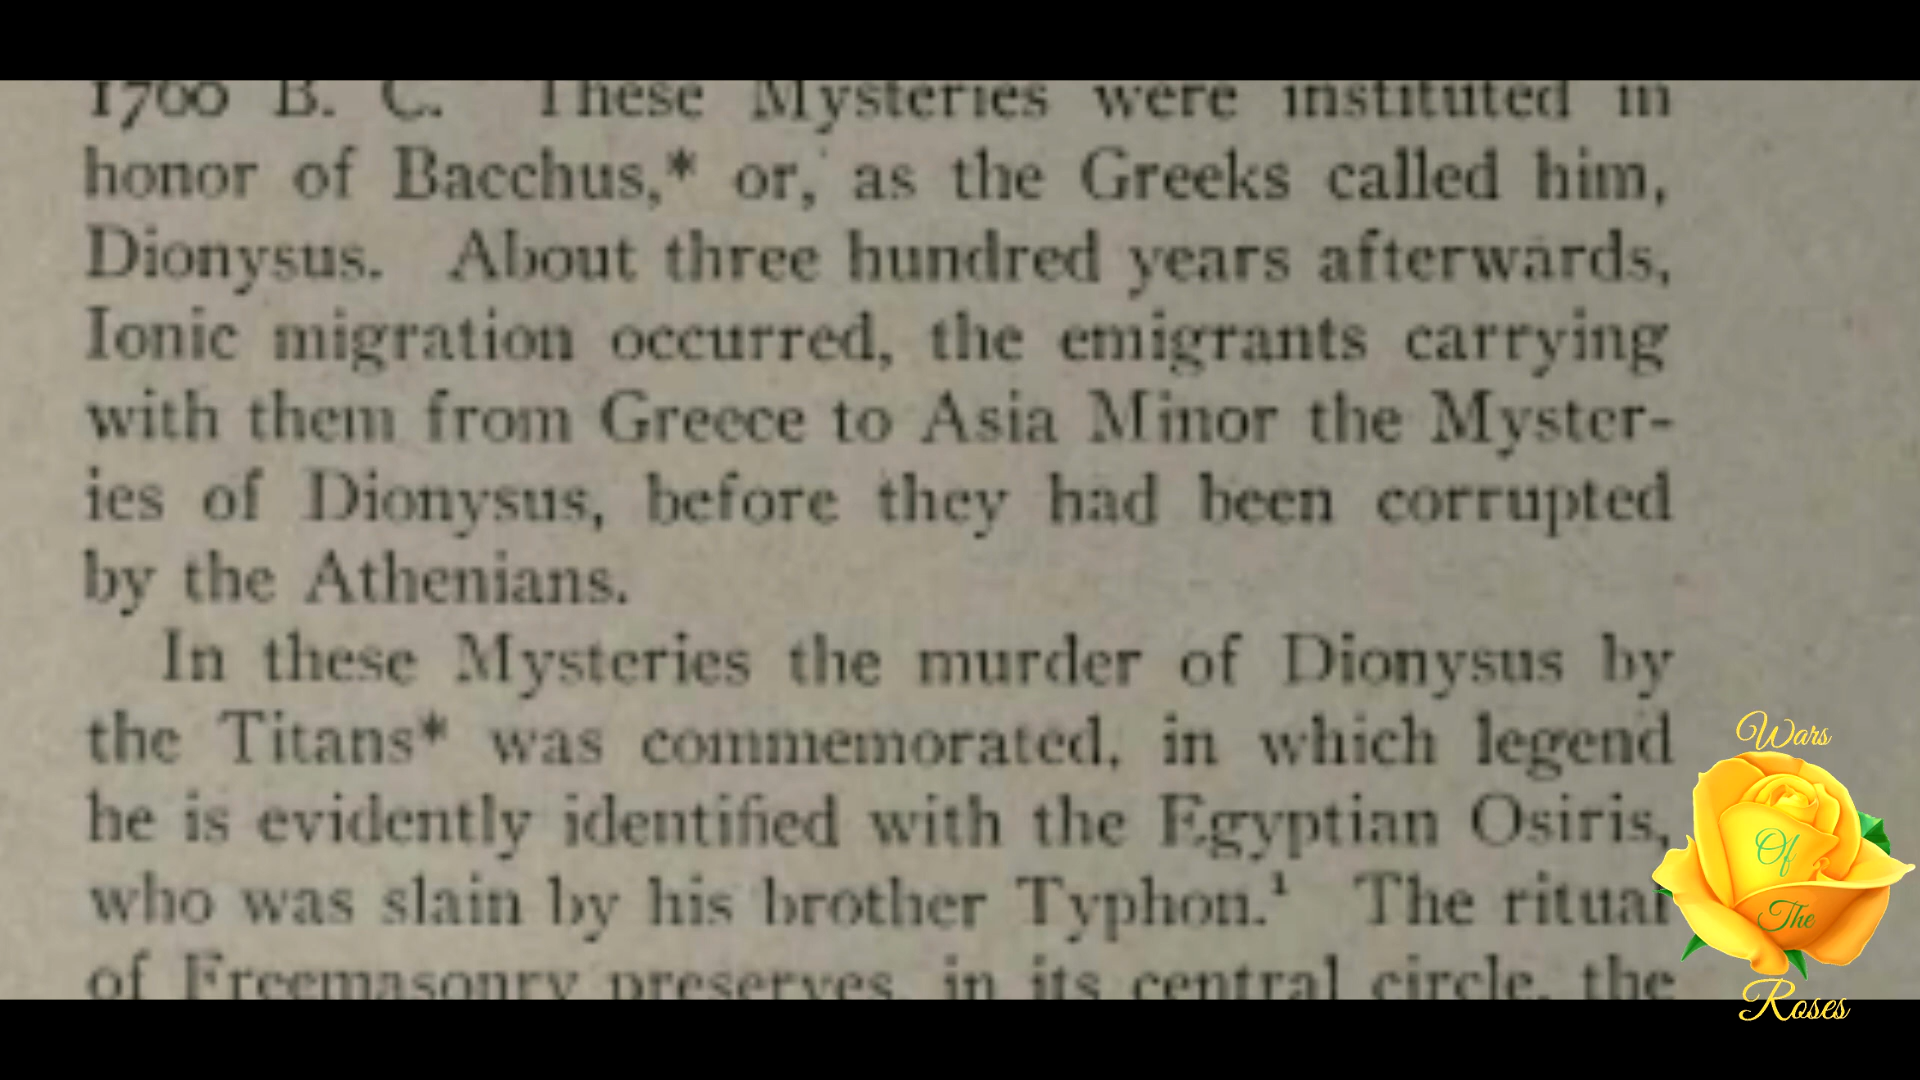 1700 B. C. These Mysteries were instituted in
honor of Bacchus,* or, as the Greeks called him,
Dionysus. About three hundred years afterwards,
Ionic migration occurred, the emigrants carrying
with them from Greece to Asia Minor the Myster-
ies of Dionysus, before they had been corrupted
by the Athenians.
In these Mysteries the murder of Dionysus by
the Titans* was commemorated, in which legend
he is evidently identified with the Egyptian Osiris,
who was slain by his brother Typhon.¹ The ritual
of Freemasonry preserves, in its central circle, the
Wars
Of
The
Roses